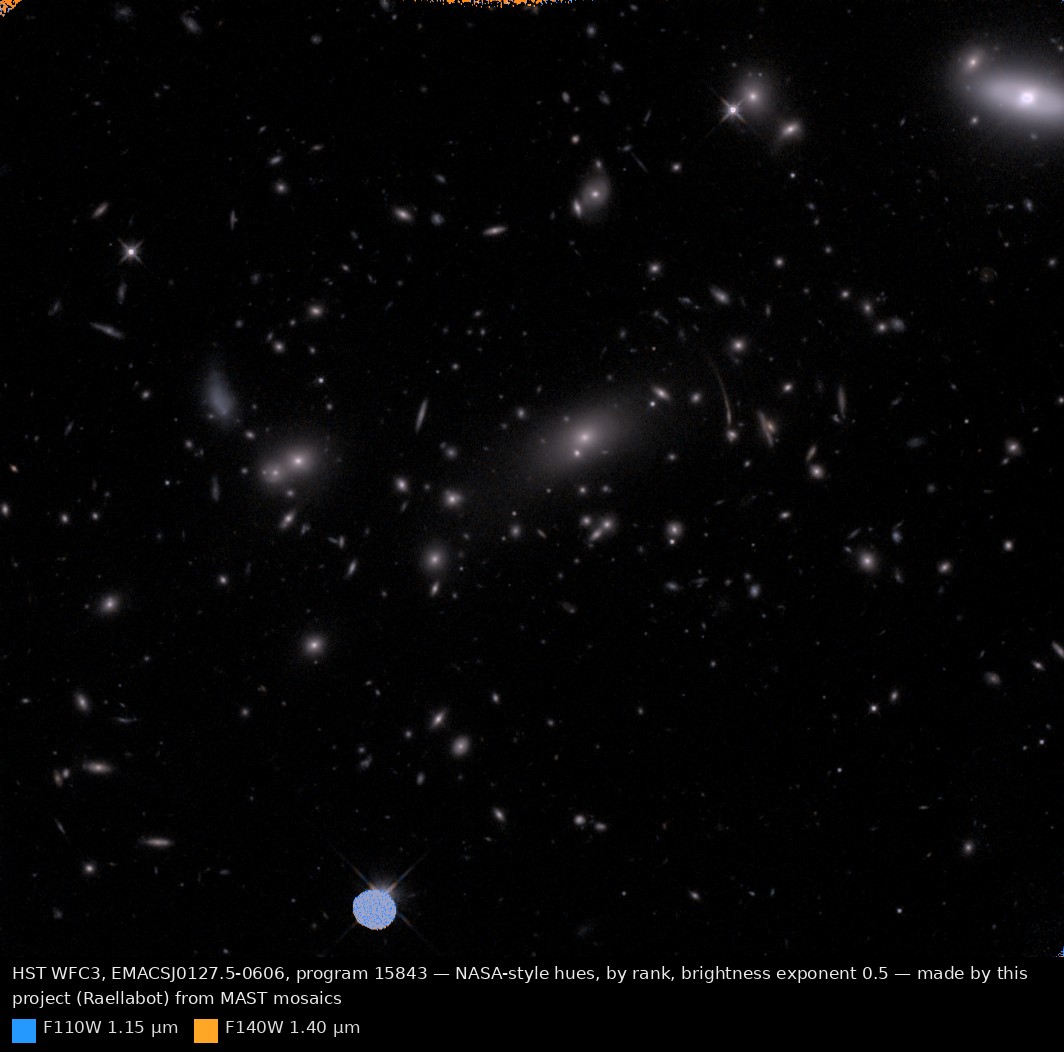 HST WFC3, EMACSJ0127.5-0606, program 15843 — NASA-style hues, by rank, brightness exponent 0.5 — made by this
project (Raellabot) from MAST mosaics
F110W 1.15 µm F140W 1.40 µm